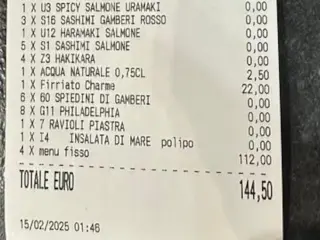 1 X U3 SPICY SALMONE URAMAKI 0,00
3 X S16 SASHIMI GAMBERI ROSSO 0,00
1 X U12 HARAMAKI SALMONE 0,00
5 X S1 SASHIMI SALMONE 0,00
4 X Z3 HAKIKARA 0,00
1 X ACQUA NATURALE 0,75CL 2,50
1 X Firriato Charme 22,00
6 X 60 SPIEDINI DI GAMBERI 0,00
8 X G11 PHILADELPHIA 0,00
1 X 7 RAVIOLI PIASTRA 0,00
1 X I4 INSALATA DI MARE polipo 0,00
4 X menu fisso 112,00
TOTALE EURO 144,50
15/02/2025 01:46